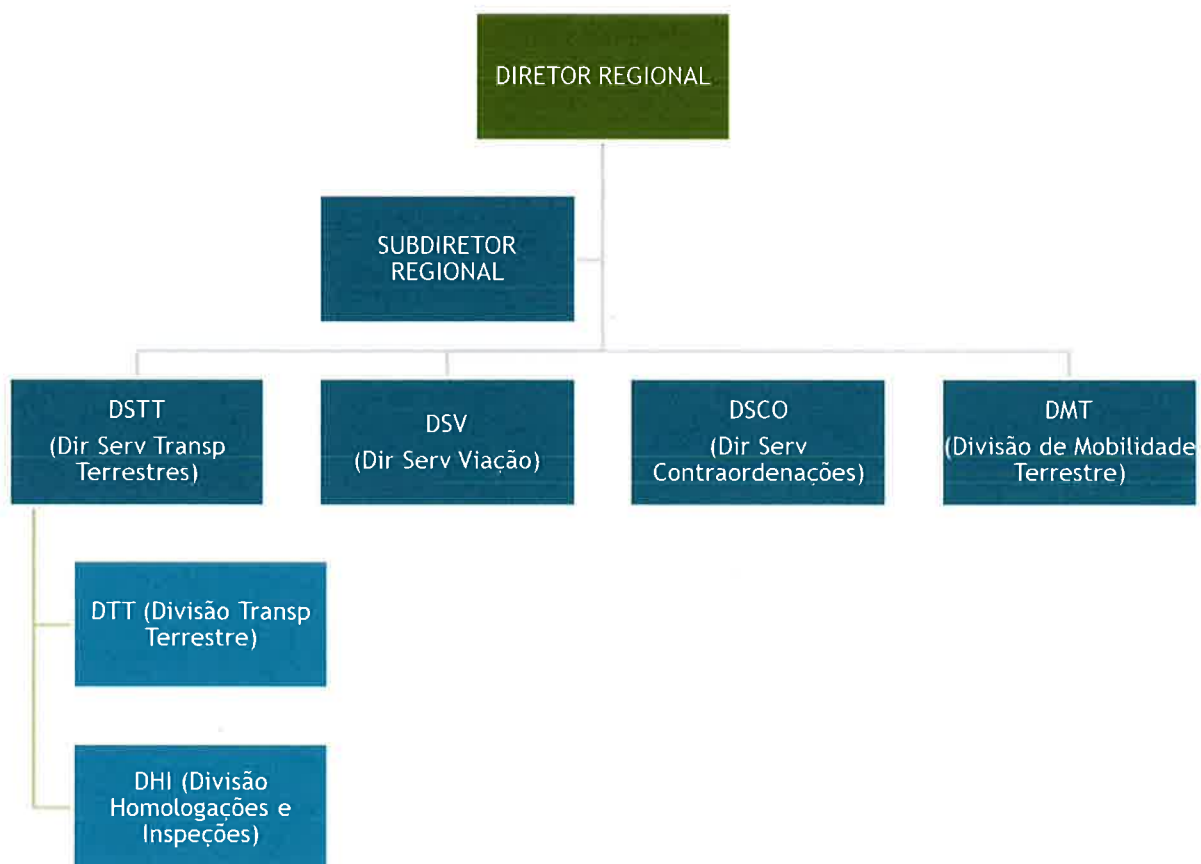 DIRETOR REGIONAL
SUBDIRETOR
REGIONAL
DSTT
(Dir Serv Transp
Terrestres)
DSV
(Dir Serv Viação)
DSCO
(Dir Serv
Contraordenações)
DMT
(Divisão de Mobilidade
Terrestre)
DTT (Divisão Transp
Terrestre)
DHI (Divisão
Homologações e
Inspeções)